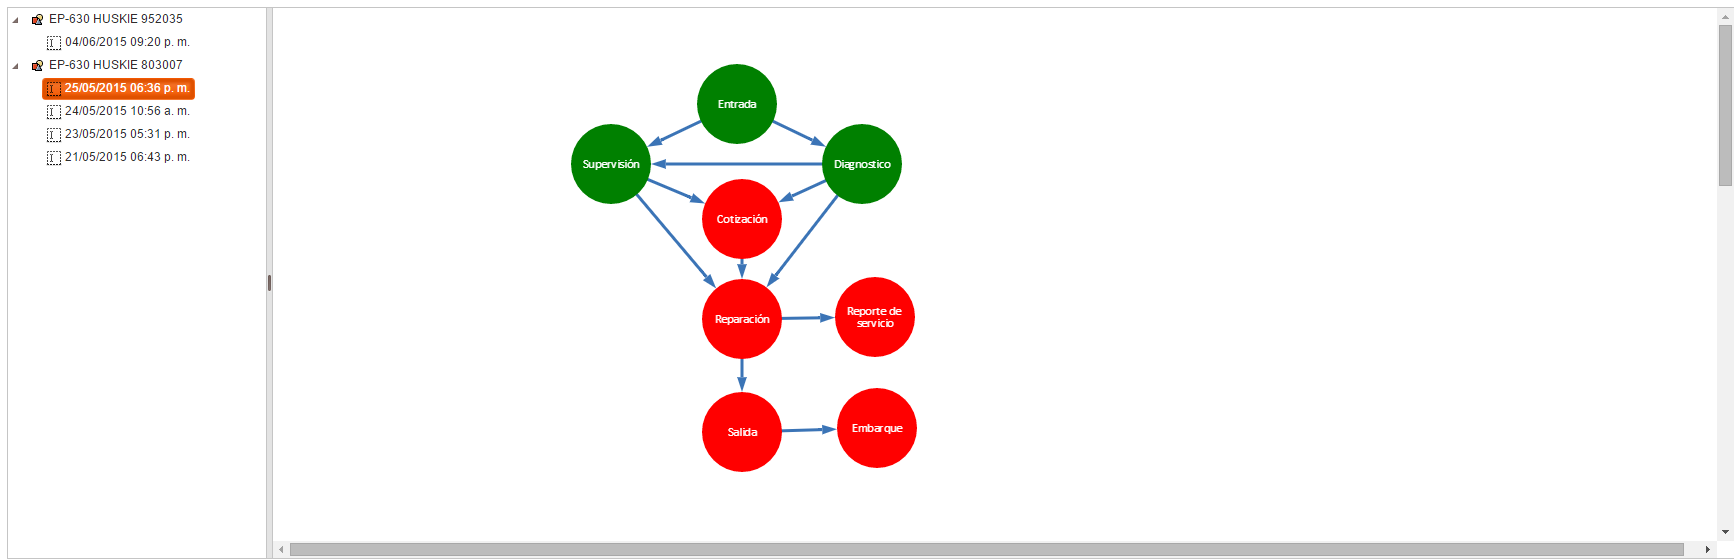 EP-630 HUSKIE 952035
04/06/2015 09:20 p. m.
EP-630 HUSKIE 803007
25/05/2015 06:36 p. m.
24/05/2015 10:56 a. m.
23/05/2015 05:31 p. m.
21/05/2015 06:43 p. m.
Entrada
Supervisión
Diagnostico
Cotización
Reparación
Reporte de
servicio
Salida
Embarque